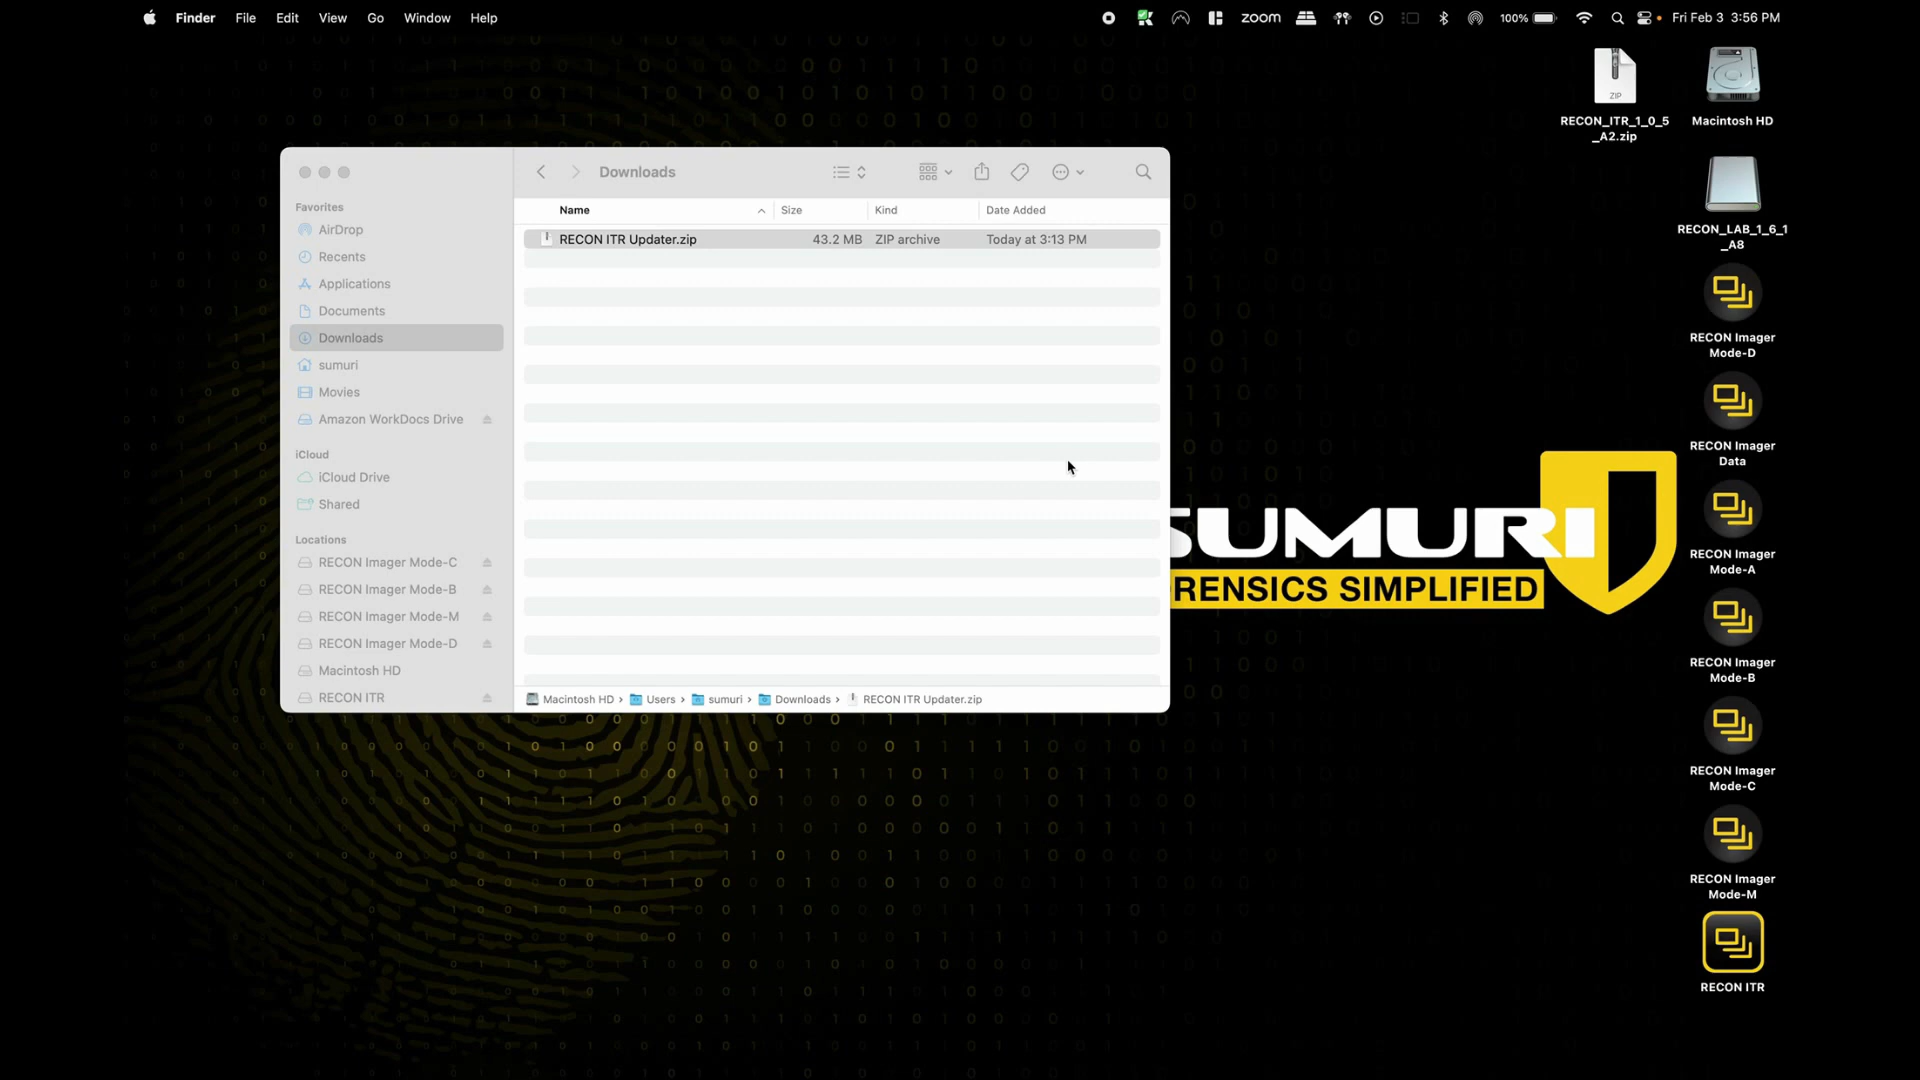 Finder File Edit View Go Window Help
zoom 100% Fri Feb 3 3:56 PM
ZIP
RECON_ITR_1_0_5
_A2.zip
Macintosh HD
RECON_LAB_1_6_1
_A8
RECON Imager
Mode-D
RECON Imager
Data
RECON Imager
Mode-A
RECON Imager
Mode-B
RECON Imager
Mode-C
RECON Imager
Mode-M
RECON ITR
Downloads
Favorites
AirDrop
Recents
Applications
Documents
Downloads
sumuri
Movies
Amazon WorkDocs Drive
iCloud
iCloud Drive
Shared
Locations
RECON Imager Mode-C
RECON Imager Mode-B
RECON Imager Mode-M
RECON Imager Mode-D
Macintosh HD
RECON ITR
Name Size Kind Date Added
RECON ITR Updater.zip 43.2 MB ZIP archive Today at 3:13 PM
Macintosh HD › Users › sumuri › Downloads › RECON ITR Updater.zip
SUMURI
RENSICS SIMPLIFIED